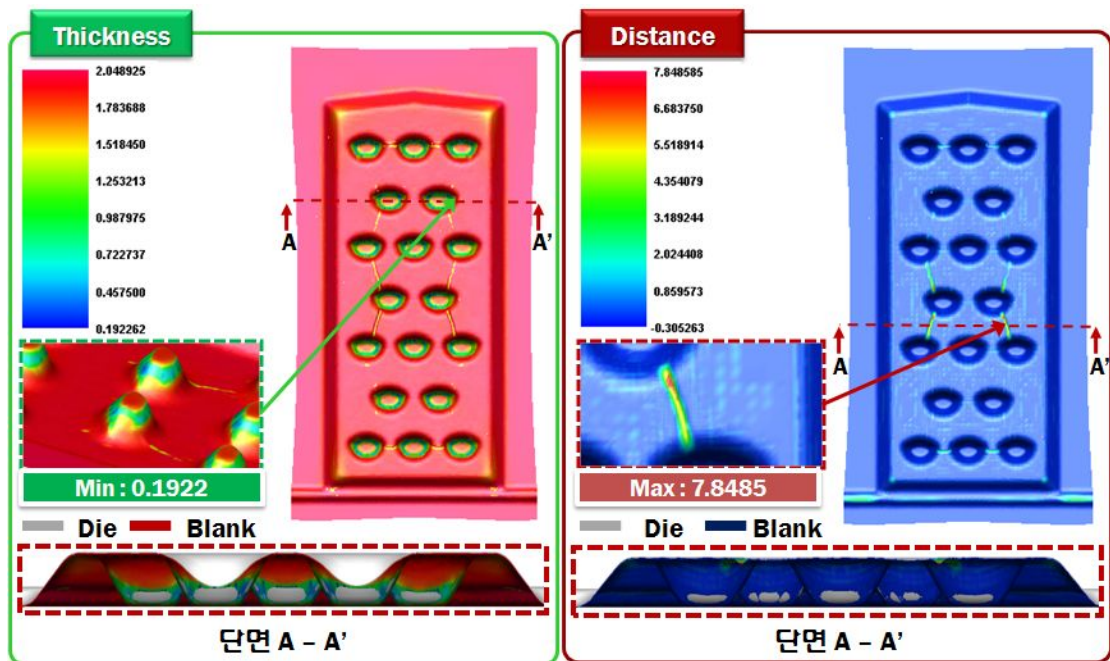 Thickness
2.048925
1.783688
1.518450
1.253213
0.987975
0.722737
0.457500
0.192262
A
A'
Min : 0.1922
Die
Blank
단면 A – A'
Distance
7.848585
6.683750
5.518914
4.354079
3.189244
2.024408
0.859573
-0.305263
A
A'
Max : 7.8485
Die
Blank
단면 A – A'